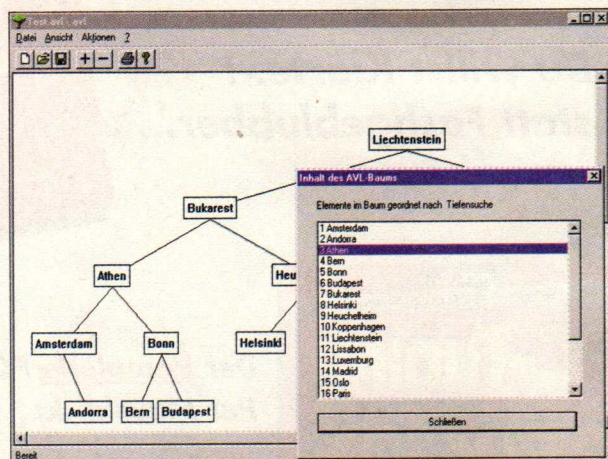 Test.avl - avl
Datei Ansicht Aktionen ?
Liechtenstein
Bukarest
Athen
Heu
Amsterdam
Bonn
Helsinki
Andorra
Bern
Budapest
Bereit
Inhalt des AVL-Baums
Elemente im Baum geordnet nach Tiefensuche
1 Amsterdam
2 Andorra
3 Athen
4 Bern
5 Bonn
6 Budapest
7 Bukarest
8 Helsinki
9 Heuchelheim
10 Koppenhagen
11 Liechtenstein
12 Lissabon
13 Luxemburg
14 Madrid
15 Oslo
16 Paris
Schließen